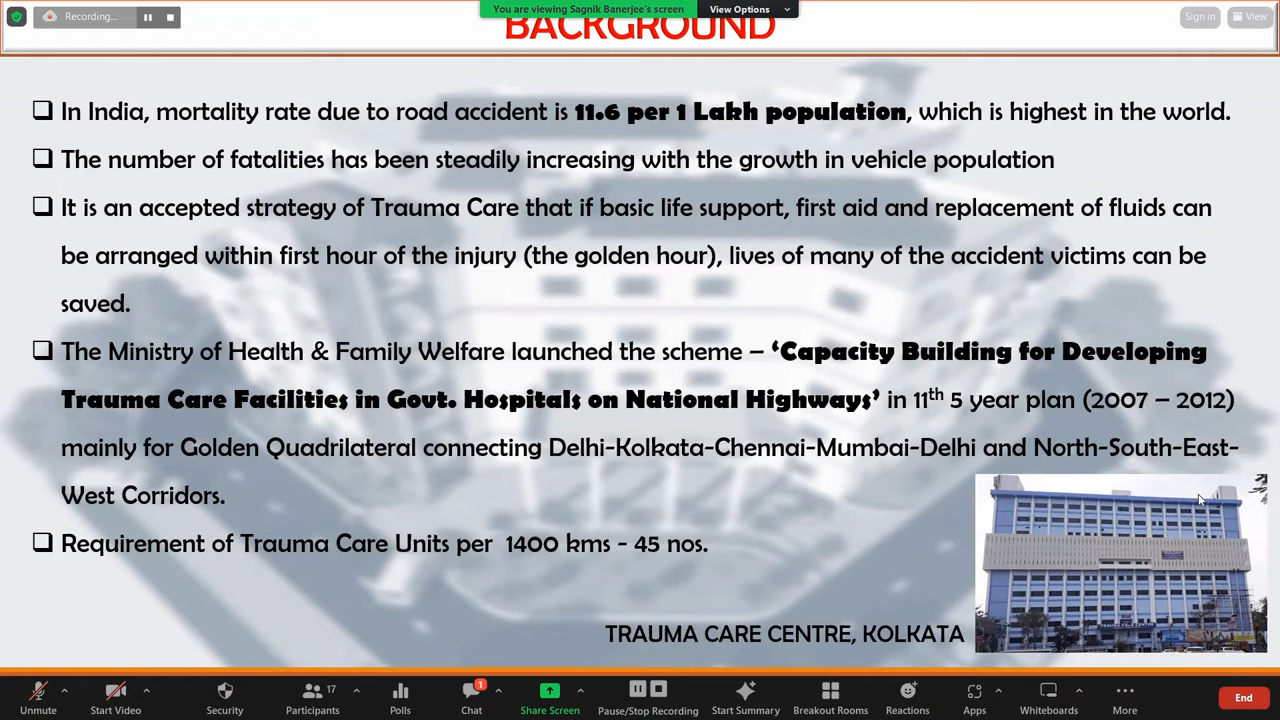 Recording...
You are viewing Sagnik Banerjee's screen
View Options
Sign in
View
BACKGROUND
❑ In India, mortality rate due to road accident is 11.6 per 1 Lakh population, which is highest in the world.
❑ The number of fatalities has been steadily increasing with the growth in vehicle population
❑ It is an accepted strategy of Trauma Care that if basic life support, first aid and replacement of fluids can
be arranged within first hour of the injury (the golden hour), lives of many of the accident victims can be
saved.
❑ The Ministry of Health & Family Welfare launched the scheme – ‘Capacity Building for Developing
Trauma Care Facilities in Govt. Hospitals on National Highways’ in 11th 5 year plan (2007 – 2012)
mainly for Golden Quadrilateral connecting Delhi-Kolkata-Chennai-Mumbai-Delhi and North-South-East-
West Corridors.
❑ Requirement of Trauma Care Units per 1400 kms - 45 nos.
TRAUMA CARE CENTRE, KOLKATA
17
1
Unmute
Start Video
Security
Participants
Polls
Chat
Share Screen
Pause/Stop Recording
Start Summary
Breakout Rooms
Reactions
Apps
Whiteboards
More
End